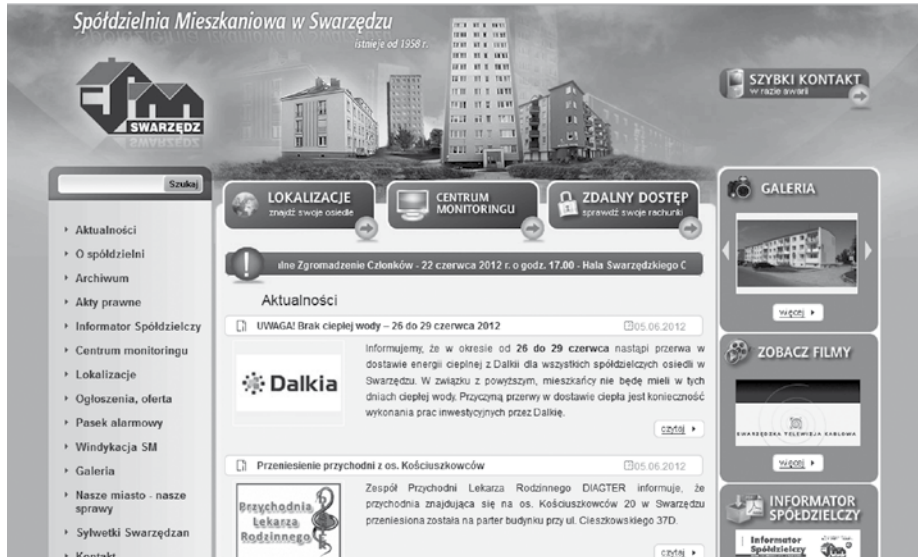 Spółdzielnia Mieszkaniowa w Swarzędzu
istnieje od 1958 r.
SWARZĘDZ
SZYBKI KONTAKT
w razie awarii
Szukaj
Aktualności
O spółdzielni
Archiwum
Akty prawne
Informator Spółdzielczy
Centrum monitoringu
Lokalizacje
Ogłoszenia, oferta
Pasek alarmowy
Windykacja SM
Galeria
Nasze miasto - nasze
sprawy
Sylwetki Swarzędzan
Kontakt
LOKALIZACJE
znajdź swoje osiedle
CENTRUM
MONITORINGU
ZDALNY DOSTĘP
sprawdź swoje rachunki
alne Zgromadzenie Członków - 22 czerwca 2012 r. o godz. 17.00 - Hala Swarzędzkiego C
Aktualności
UWAGA! Brak ciepłej wody – 26 do 29 czerwca 2012
05.06.2012
Dalkia
Informujemy, że w okresie od 26 do 29 czerwca nastąpi przerwa w
dostawie energii cieplnej z Dalkii dla wszystkich spółdzielczych osiedli w
Swarzędzu. W związku z powyższym, mieszkańcy nie będę mieli w tych
dniach ciepłej wody. Przyczyną przerwy w dostawie ciepła jest konieczność
wykonania prac inwestycyjnych przez Dalkię.
czytaj
Przeniesienie przychodni z os. Kościuszkowców
05.06.2012
Przychodnia
Lekarza
Rodzinnego
Zespół Przychodni Lekarza Rodzinnego DIAGTER informuje, że
przychodnia znajdująca się na os. Kościuszkowców 20 w Swarzędzu
przeniesiona została na parter budynku przy ul. Cieszkowskiego 37D.
czytaj
GALERIA
więcej
ZOBACZ FILMY
SWARZĘDZKA TELEWIZJA KABLOWA
więcej
INFORMATOR
SPÓŁDZIELCZY
Informator
Spółdzielczy